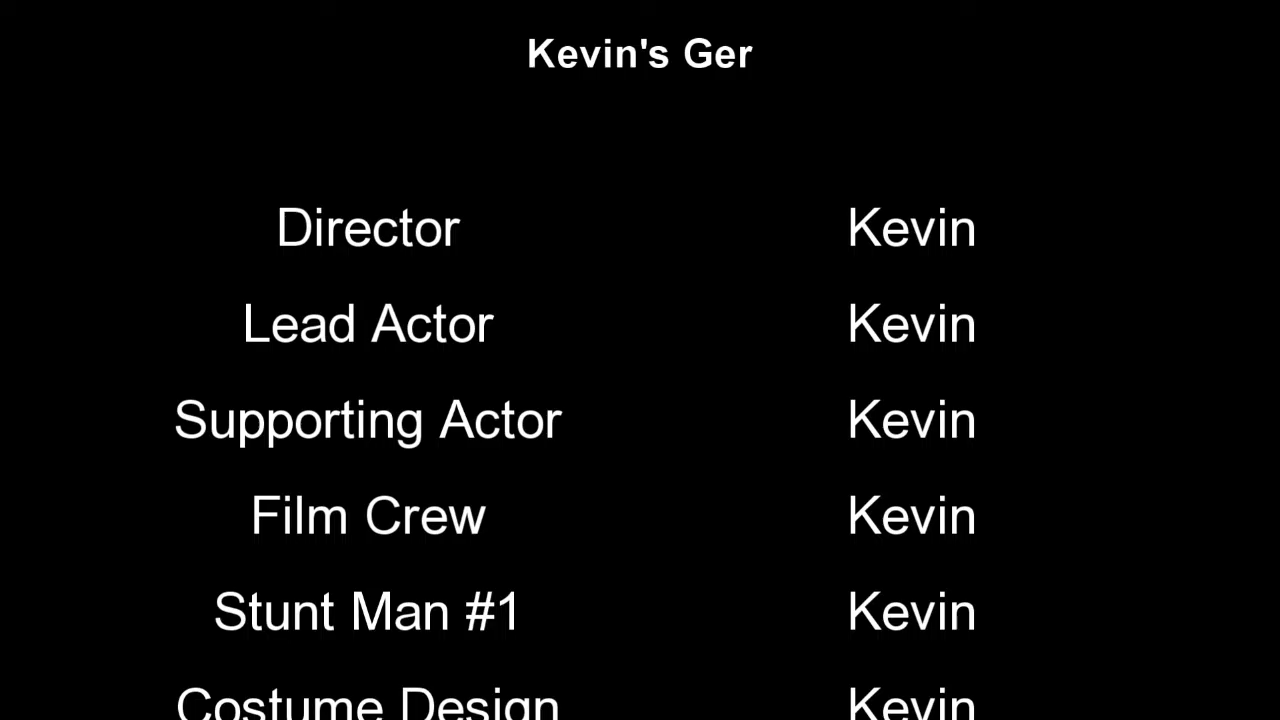 Kevin's Ger
Director Kevin
Lead Actor Kevin
Supporting Actor Kevin
Film Crew Kevin
Stunt Man #1 Kevin
Costume Design Kevin